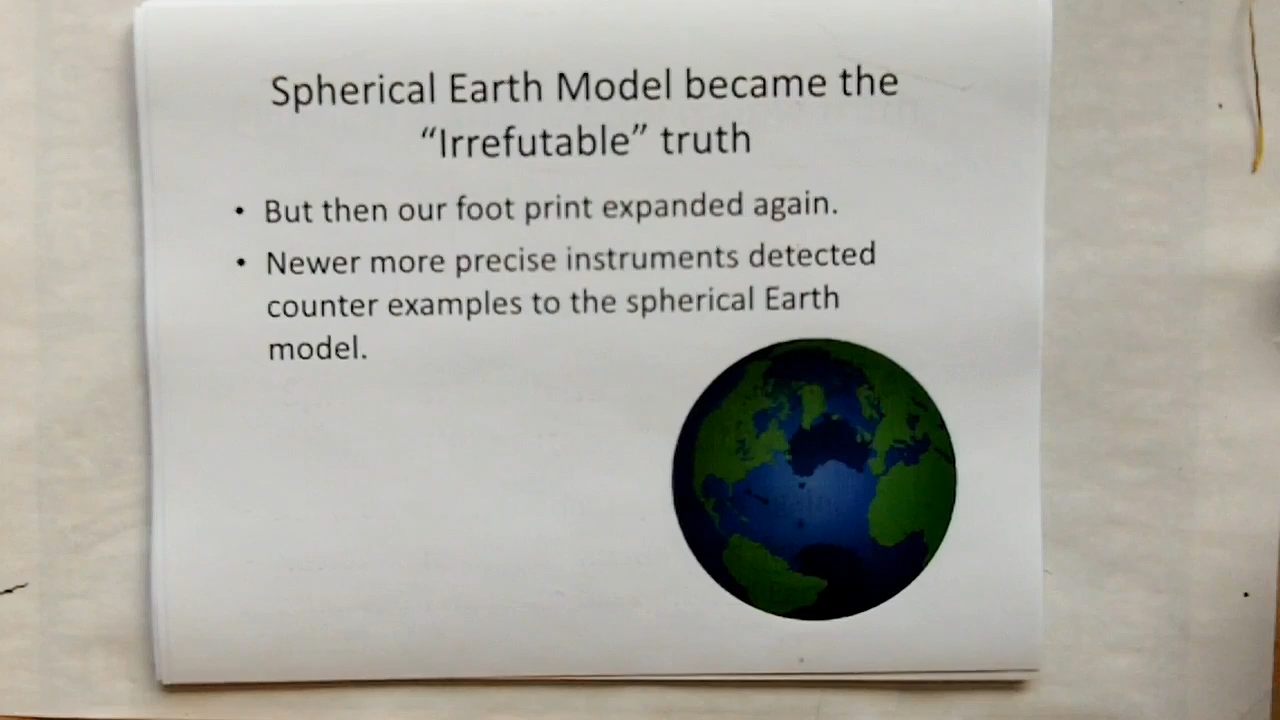 Spherical Earth Model became the
“Irrefutable” truth
• But then our foot print expanded again.
• Newer more precise instruments detected
counter examples to the spherical Earth
model.